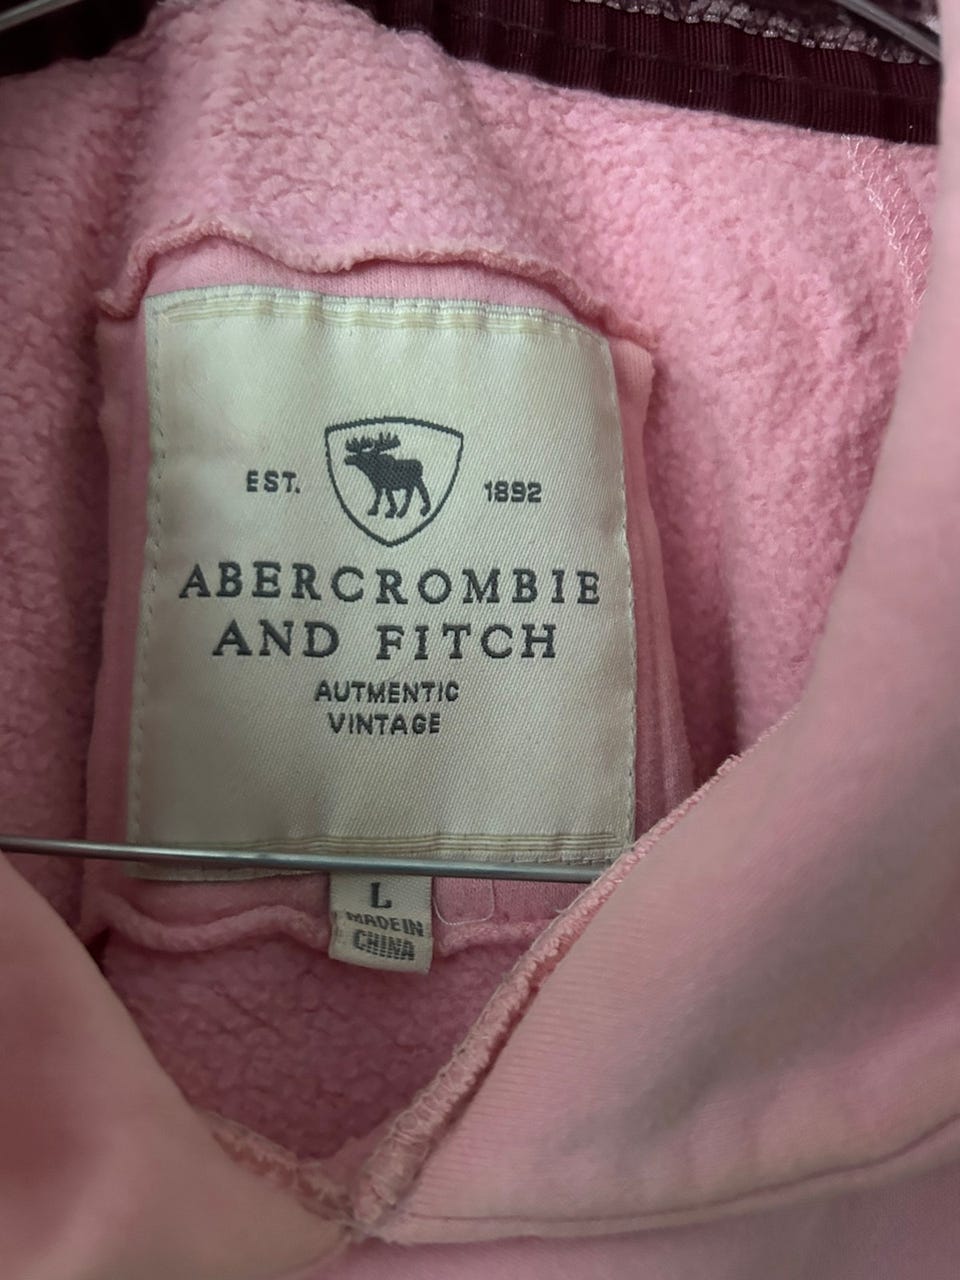 EST. 1892
ABERCROMBIE
AND FITCH
AUTMENTIC
VINTAGE
L
MADE IN
CHINA